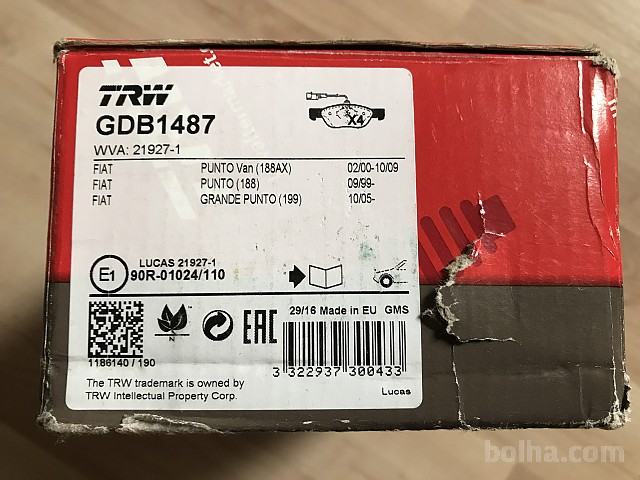 TRW
GDB1487
WVA: 21927-1
X4
FIAT PUNTO Van (188AX) 02/00-10/09
FIAT PUNTO (188) 09/99-
FIAT GRANDE PUNTO (199) 10/05-
LUCAS 21927-1
E1 90R-01024/110
29/16 Made in EU GMS
N
EAC
1186140 / 190
3 322937 300433
The TRW trademark is owned by
TRW Intellectual Property Corp.
Lucas
bolha.com